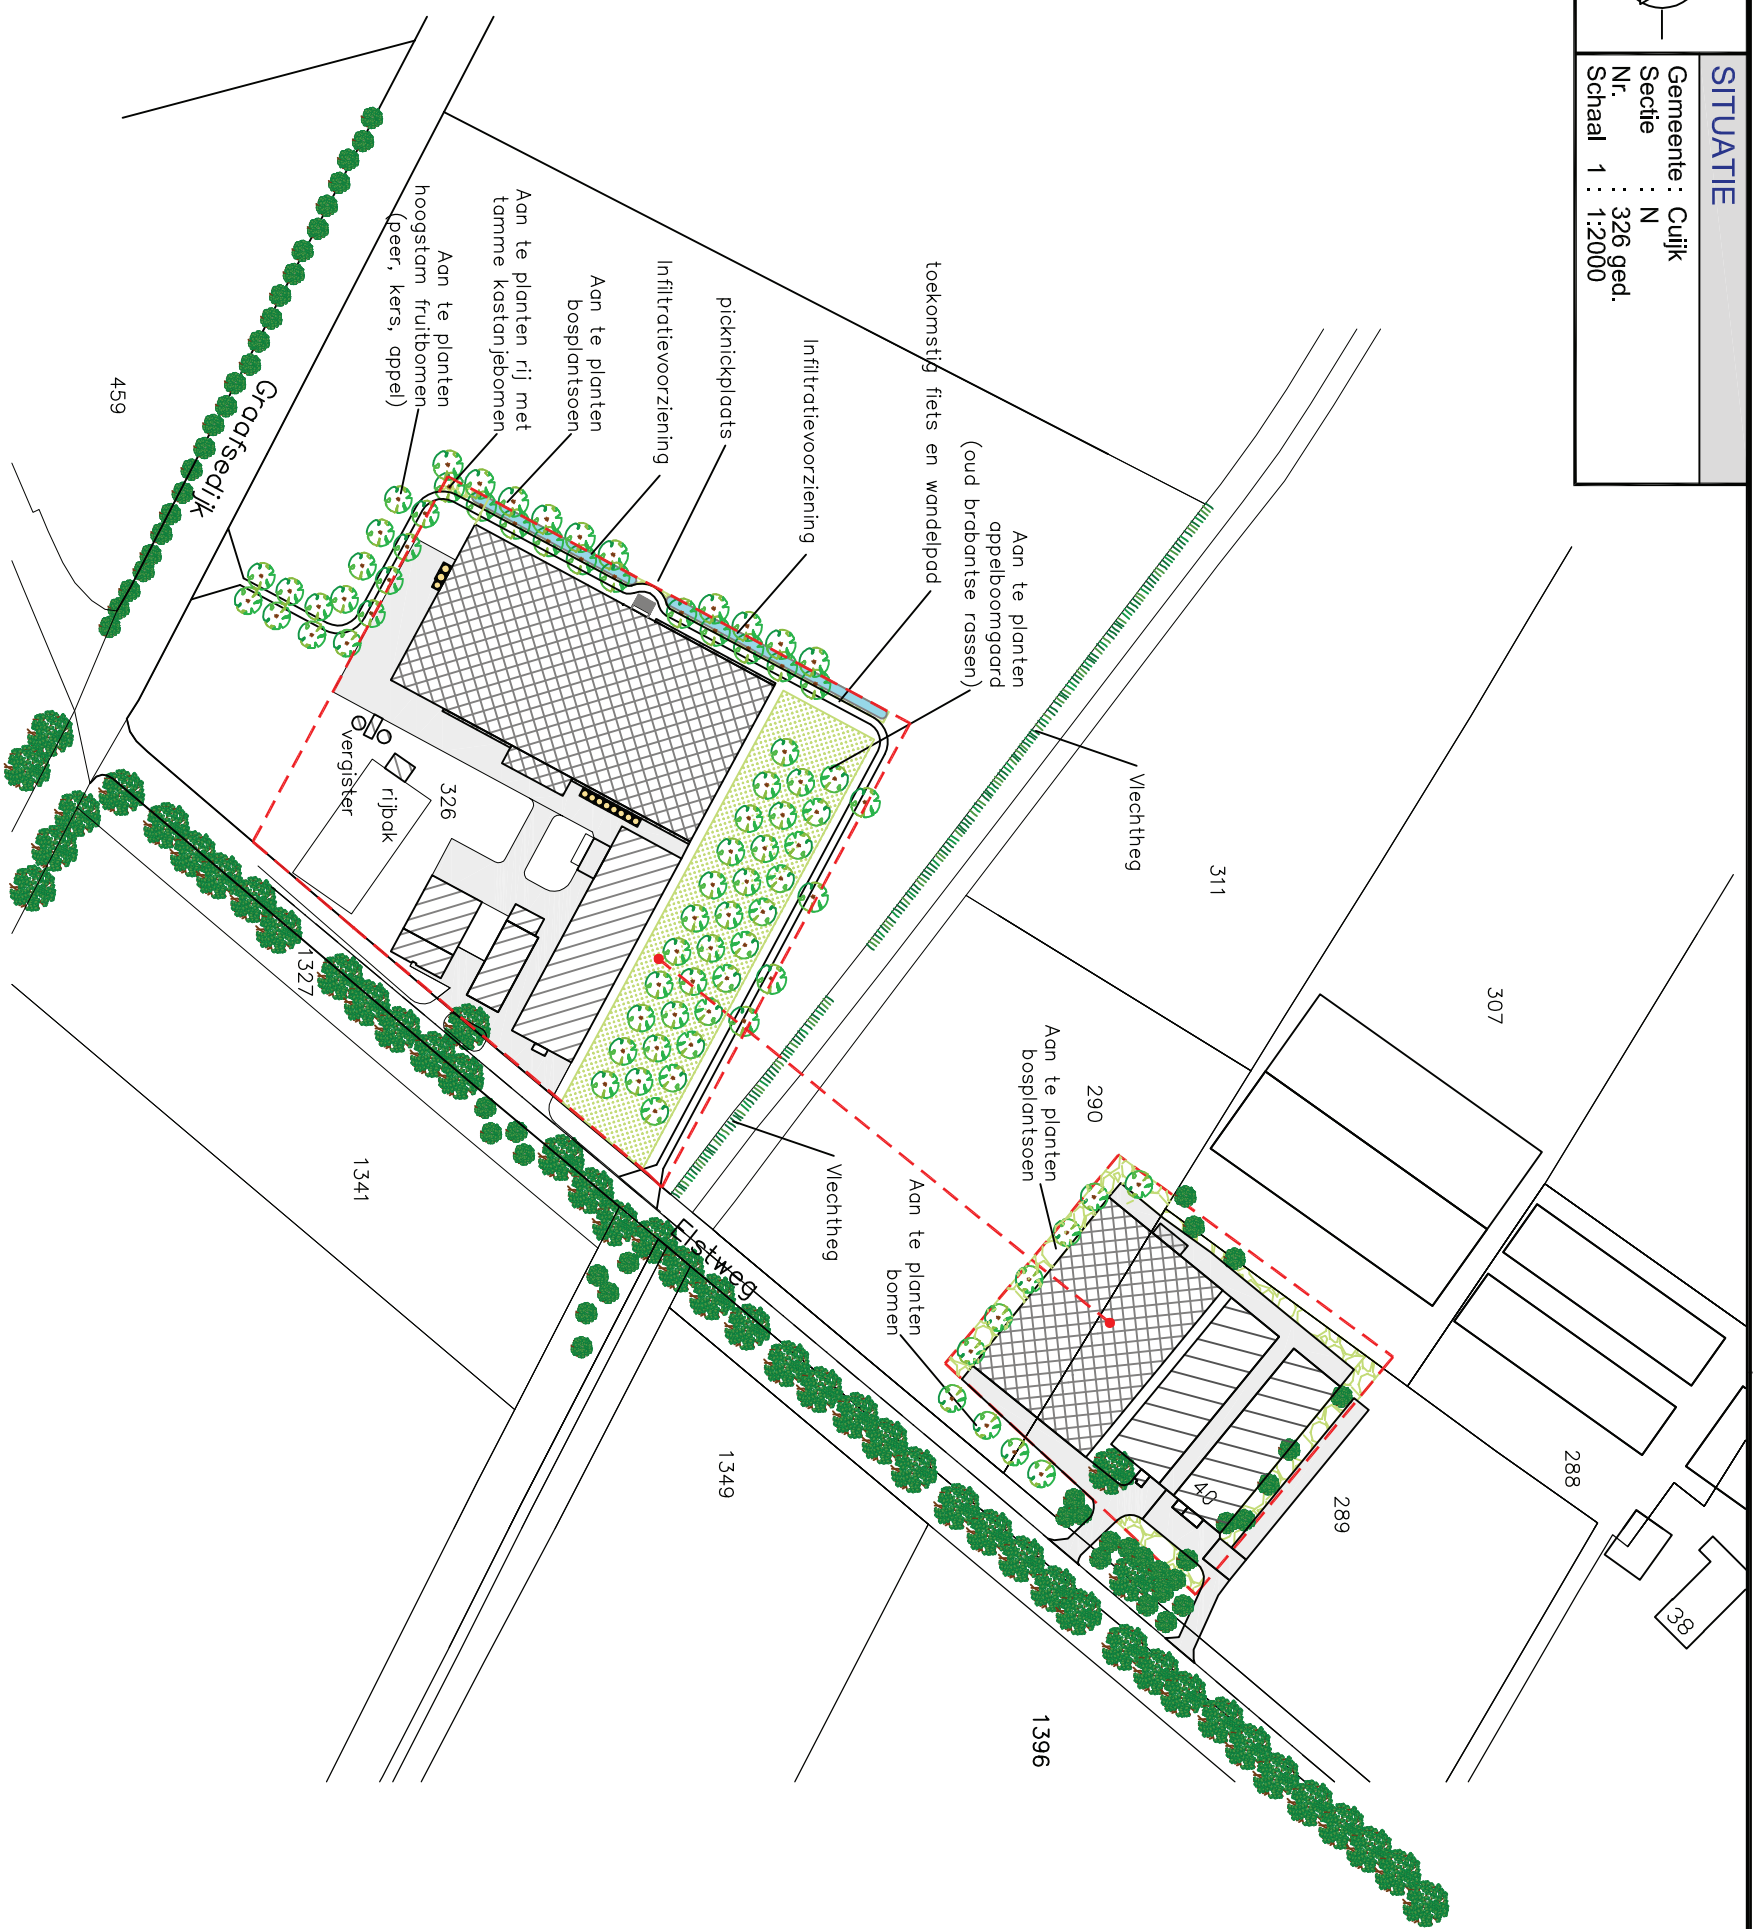 SITUATIE
Gemeente : Cuijk
Sectie : N
Nr. : 326 ged.
Schaal 1 : 1:2000
Aan te planten
appelboomgaard
(oud brabantse rassen)
toekomstig fiets en wandelpad
Infiltratievoorziening
picknickplaats
Infiltratievoorziening
Aan te planten
bosplantsoen
Aan te planten rij met
tamme kastanjebomen
Aan te planten
hoogstam fruitbomen
(peer, kers, appel)
Graafsedijk
459
Vlechtheg
311
307
326
rijbak
vergister
1327
1341
290
Aan te planten
bosplantsoen
Vlechtheg
Aan te planten
bomen
Elstweg
1349
40
289
288
38
1396